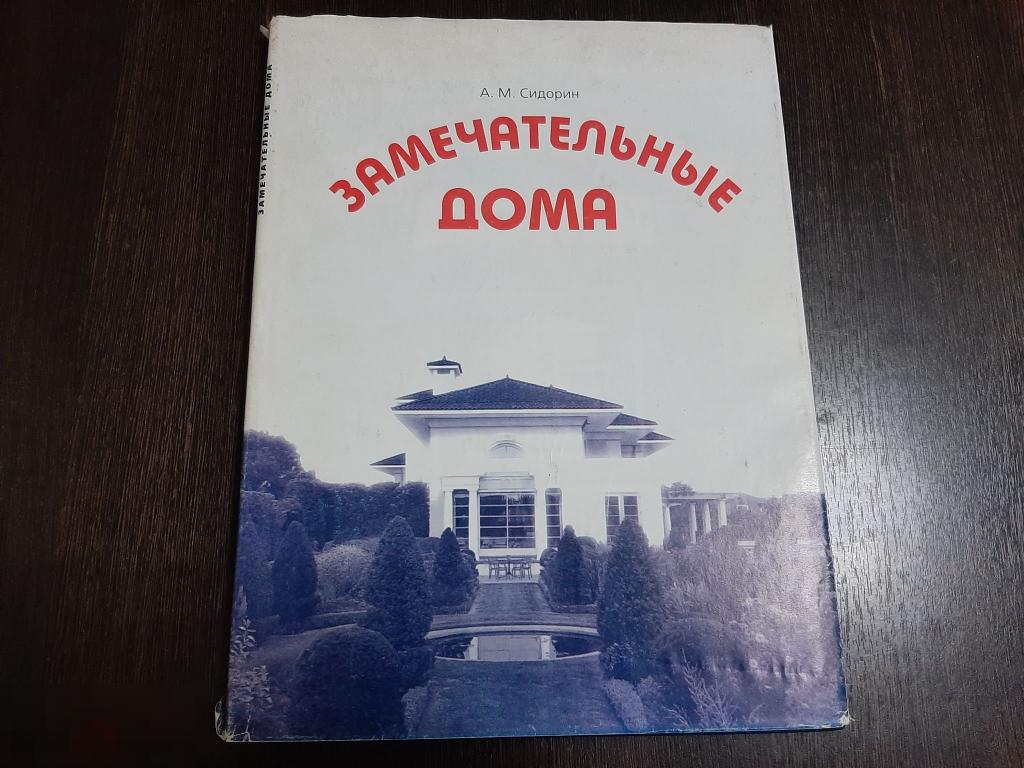 А. М. Сидорин
ЗАМЕЧАТЕЛЬНЫЕ
ДОМА
ЗАМЕЧАТЕЛЬНЫЕ ДОМА